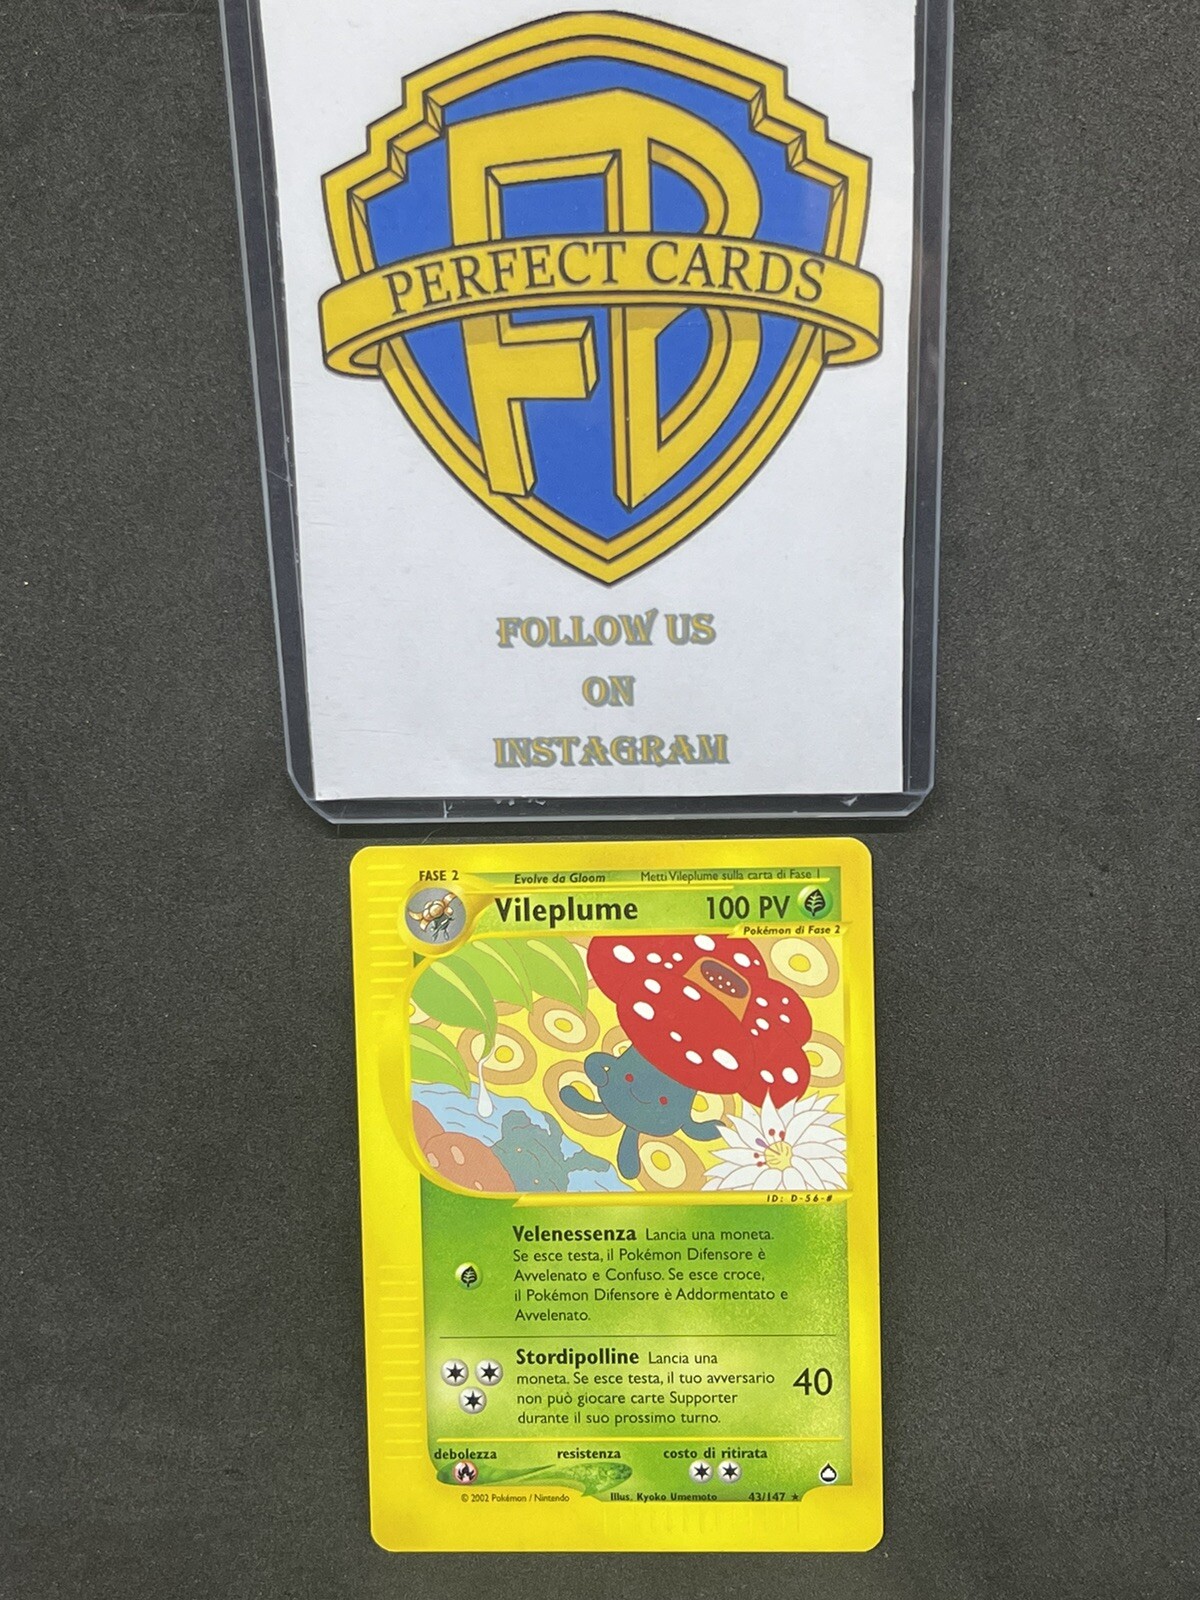 FB
PERFECT CARDS
FOLLOW US
ON
INSTAGRAM
FASE 2
Evolve da Gloom
Metti Vileplume sulla carta di Fase 1
Vileplume
100 PV
Pokémon di Fase 2
ID: D-56-#
Velenessenza Lancia una moneta.
Se esce testa, il Pokémon Difensore è
Avvelenato e Confuso. Se esce croce,
il Pokémon Difensore è Addormentato e
Avvelenato.
Stordipolline Lancia una
moneta. Se esce testa, il tuo avversario
non può giocare carte Supporter
durante il suo prossimo turno.
40
debolezza
resistenza
costo di ritirata
© 2002 Pokémon / Nintendo
Illus. Kyoko Umemoto
43/147 ★